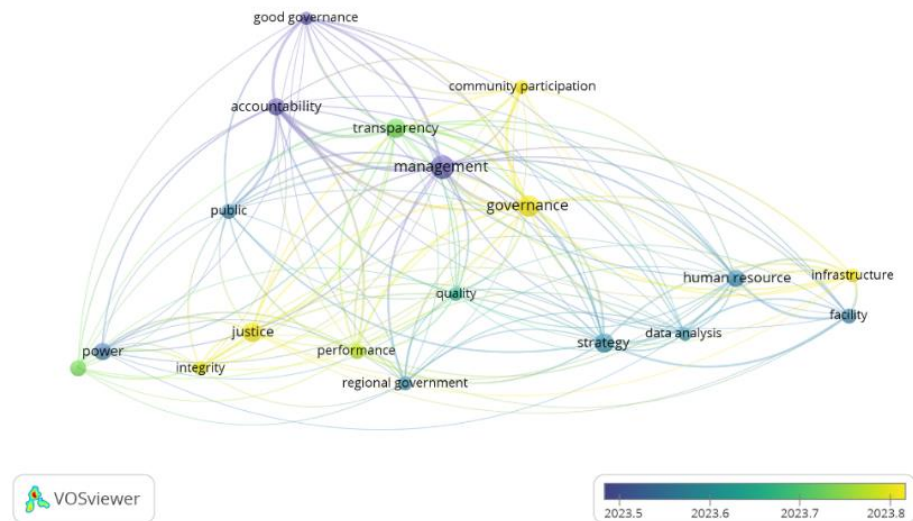 good governance
community participation
accountability
transparency
management
governance
public
human resource
infrastructure
quality
facility
justice
data analysis
strategy
power
performance
integrity
regional government
VOSviewer
2023.5 2023.6 2023.7 2023.8